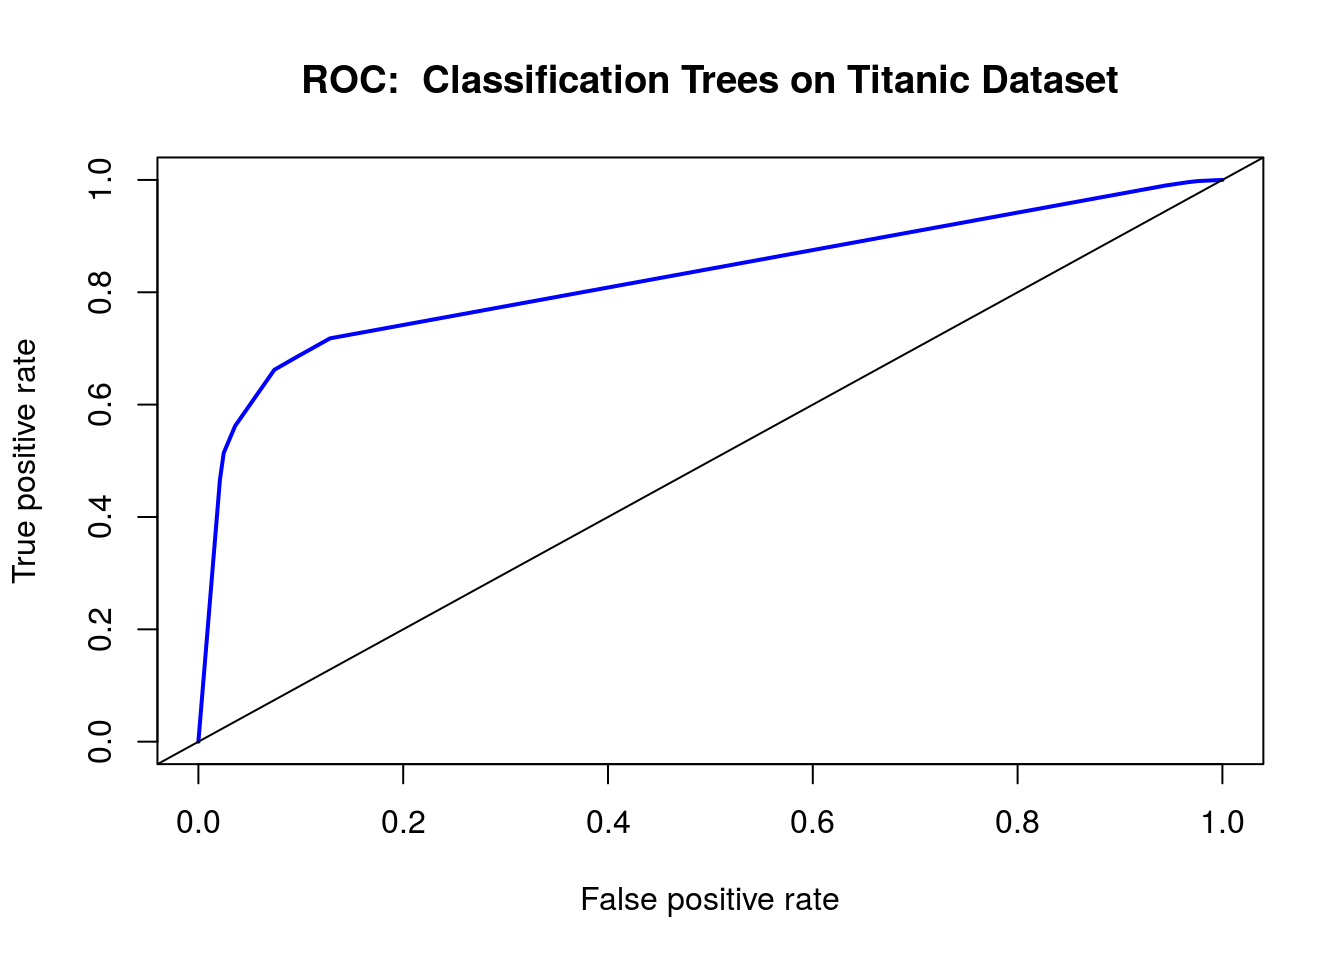 ROC:  Classification Trees on Titanic Dataset
True positive rate
1.0
0.8
0.6
0.4
0.2
0.0
0.0 0.2 0.4 0.6 0.8 1.0
False positive rate